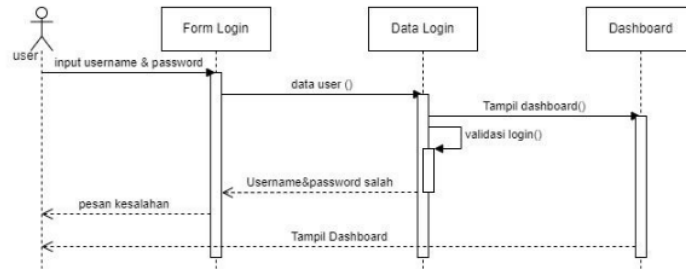 Form Login
Data Login
Dashboard
user
input username & password
data user ()
Tampil dashboard()
validasi login()
Username&password salah
pesan kesalahan
Tampil Dashboard